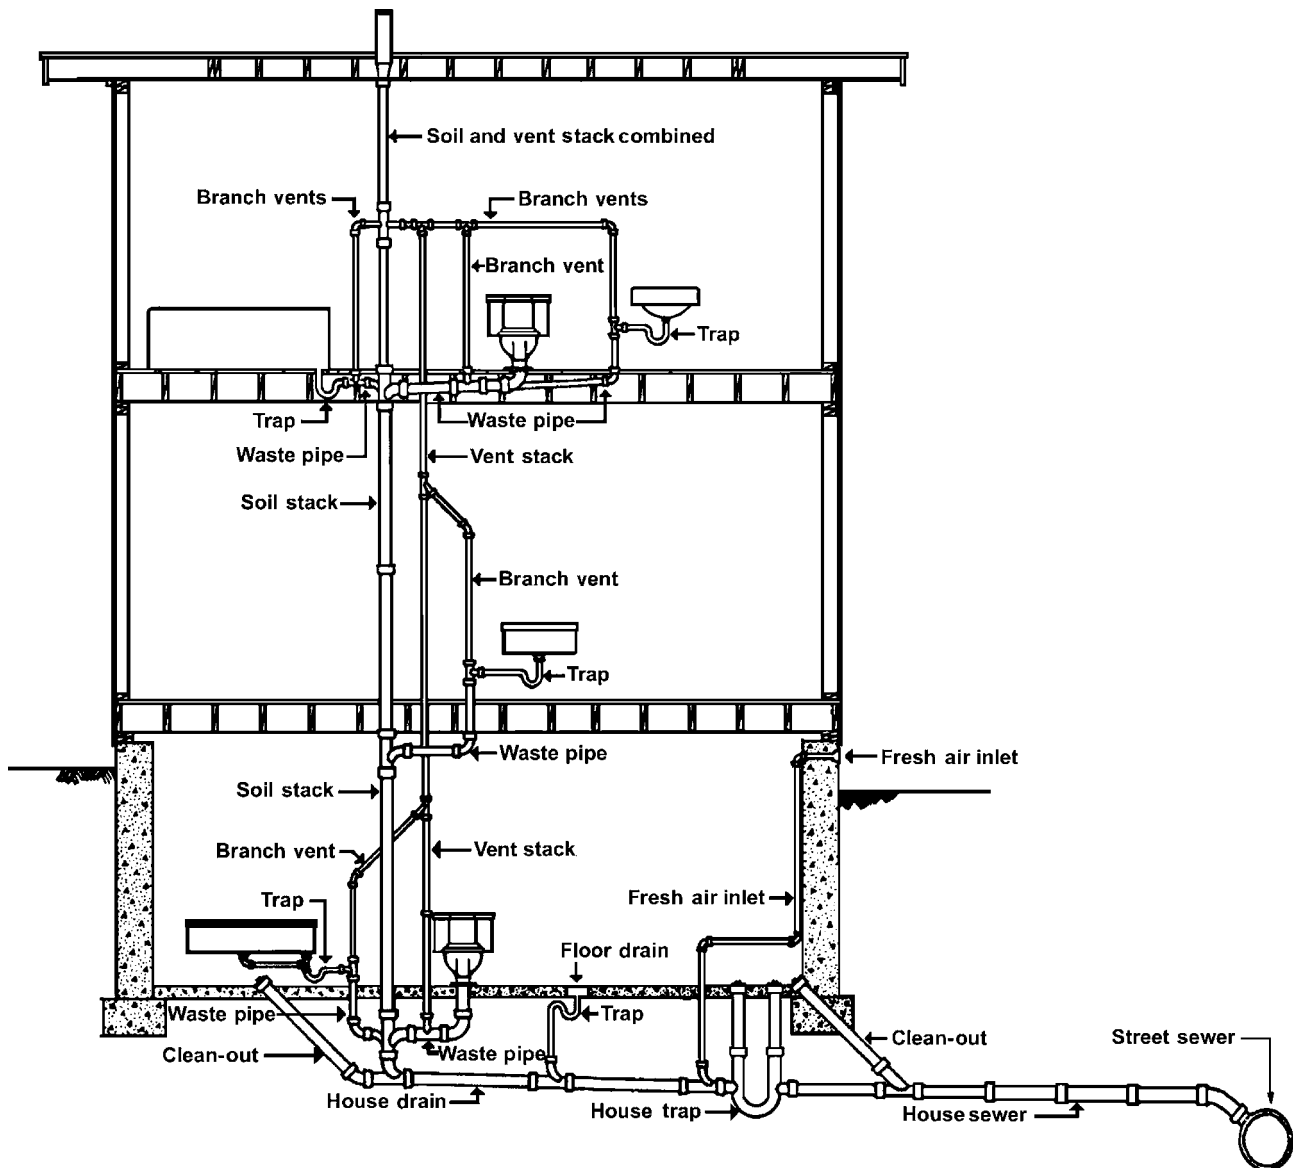 Soil and vent stack combined
Branch vents
Branch vents
Branch vent
Trap
Trap
Waste pipe
Waste pipe
Vent stack
Soil stack
Branch vent
Trap
Waste pipe
Fresh air inlet
Soil stack
Branch vent
Vent stack
Trap
Fresh air inlet
Floor drain
Waste pipe
Trap
Clean-out
Street sewer
Clean-out
Waste pipe
House drain
House trap
House sewer